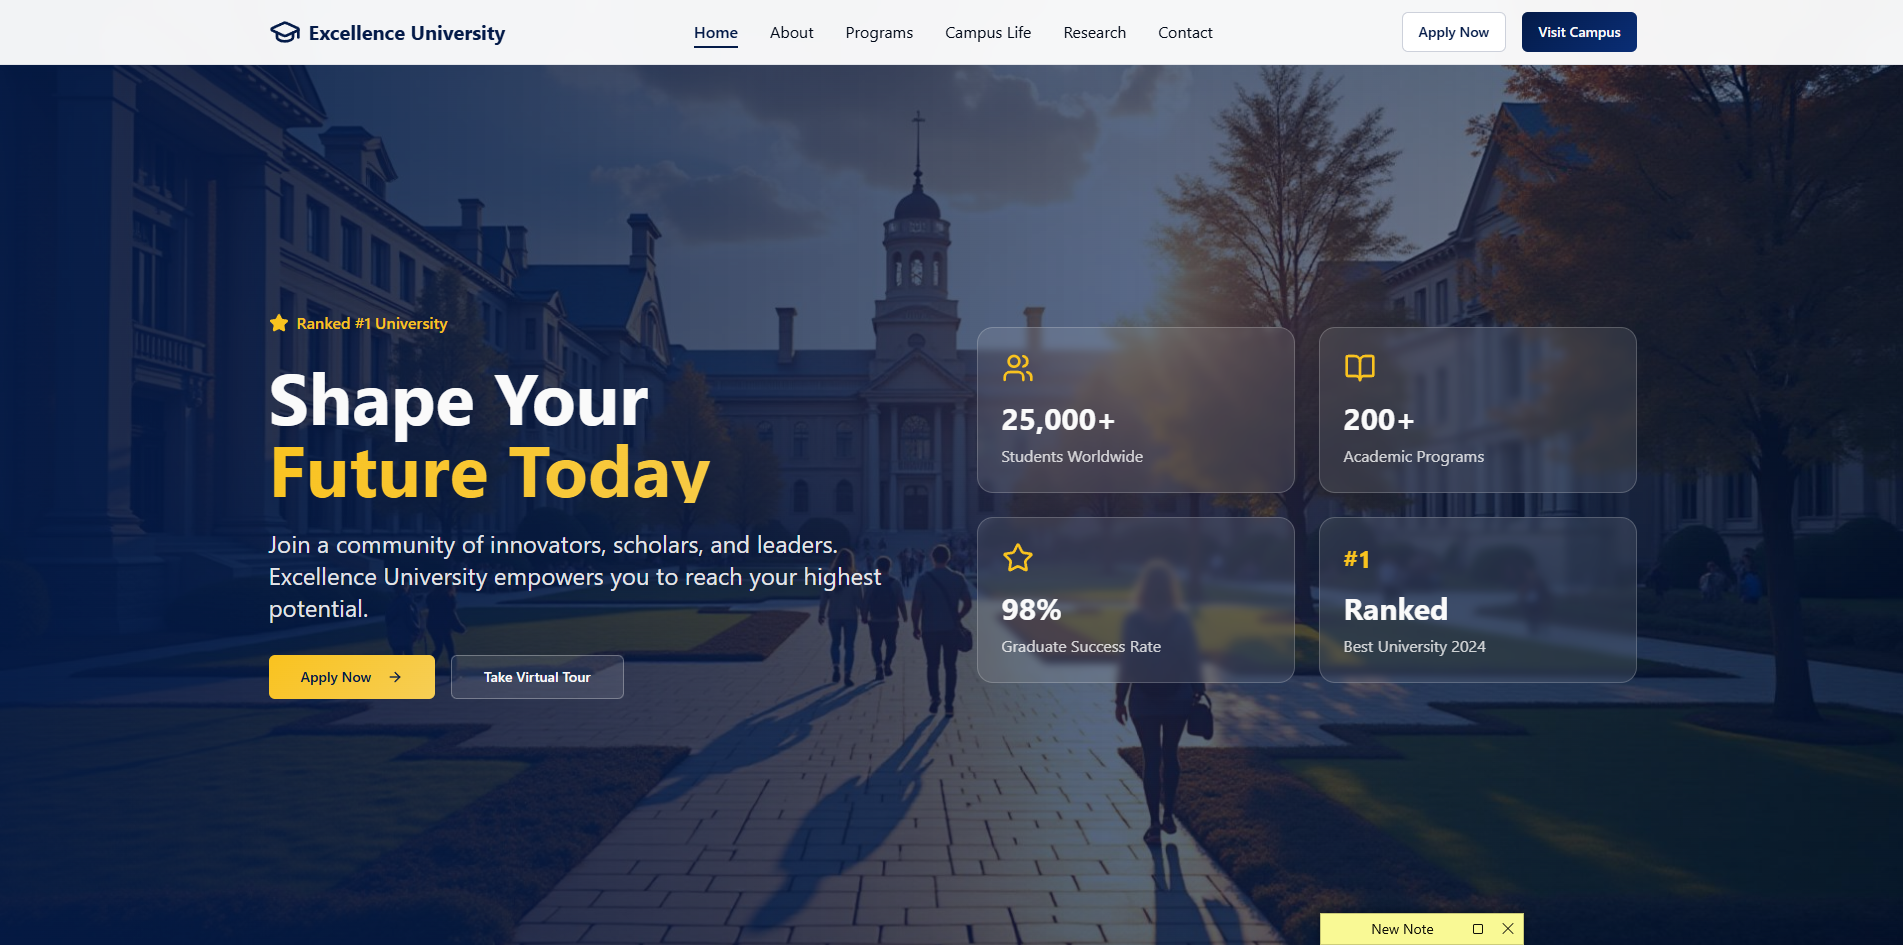 Excellence University
Home
About
Programs
Campus Life
Research
Contact
Apply Now
Visit Campus
Ranked #1 University
Shape Your
Future Today
Join a community of innovators, scholars, and leaders.
Excellence University empowers you to reach your highest
potential.
Apply Now
Take Virtual Tour
25,000+
Students Worldwide
200+
Academic Programs
98%
Graduate Success Rate
#1
Ranked
Best University 2024
New Note